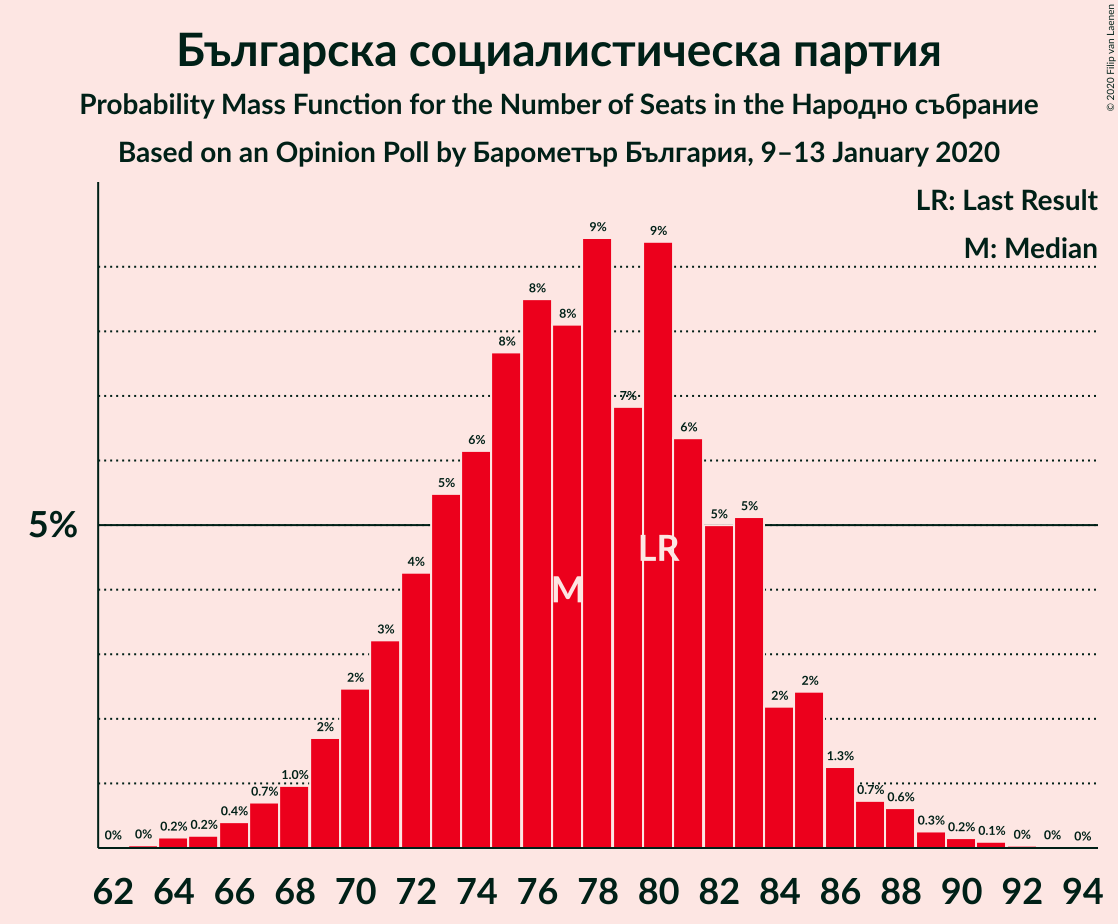 Българска социалистическа партия
Probability Mass Function for the Number of Seats in the Народно събрание
Based on an Opinion Poll by Барометър България, 9–13 January 2020
© 2020 Filip van Laenen
LR: Last Result
M: Median
5%
0% 0% 0.2% 0.2% 0.4% 0.7% 1.0% 2% 2% 3% 4% 5% 6% 8% 8% 8% 9% 7% 9% 6% 5% 5% 2% 2% 1.3% 0.7% 0.6% 0.3% 0.2% 0.1% 0% 0% 0%
LR
M
62 64 66 68 70 72 74 76 78 80 82 84 86 88 90 92 94